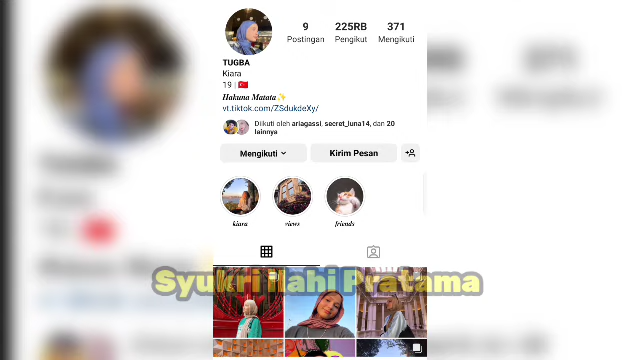 9 225RB 371
Postingan Pengikut Mengikuti
TUGBA
Kiara
19 |
Hakuna Matata
vt.tiktok.com/ZSdukdeXy/
Diikuti oleh ariagassi, secret_luna14, dan 20
lainnya
Mengikuti Kirim Pesan
kiara views friends
Syukri ilahi Pratama